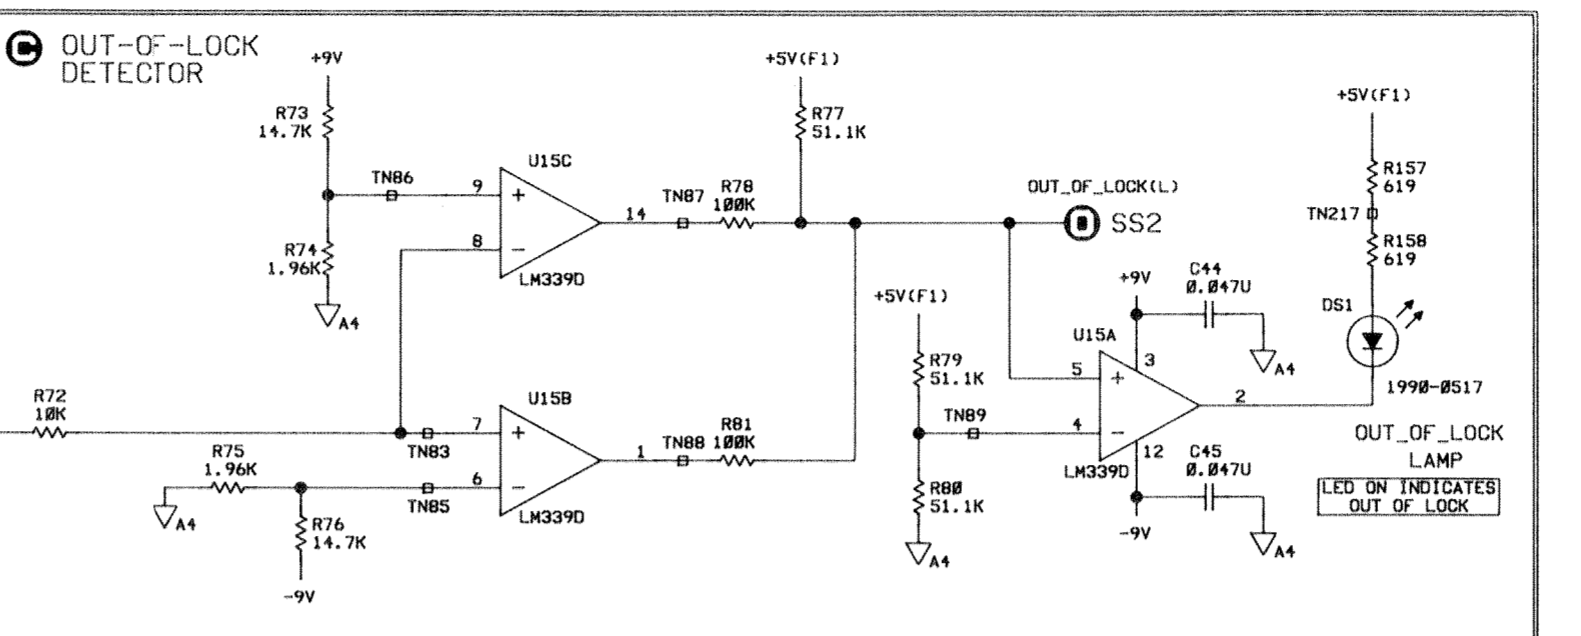 C OUT-OF-LOCK
DETECTOR
+9V
R73
14.7K
R74
1.96K
A4
TN86
9
+
8
-
U15C
14
LM339D
TN87
R78
100K
+5V(F1)
R77
51.1K
OUT_OF_LOCK(L)
SS2
+5V(F1)
R157
619
TN217
R158
619
DS1
1990-0517
OUT_OF_LOCK
LAMP
LED ON INDICATES
OUT OF LOCK
+5V(F1)
R79
51.1K
TN89
R80
51.1K
A4
+9V
C44
0.047U
A4
U15A
3
5
+
4
-
2
12
LM339D
C45
0.047U
-9V
A4
R72
10K
TN83
7
+
6
-
U15B
1
LM339D
TN88
R81
100K
R75
1.96K
A4
TN85
R76
14.7K
-9V